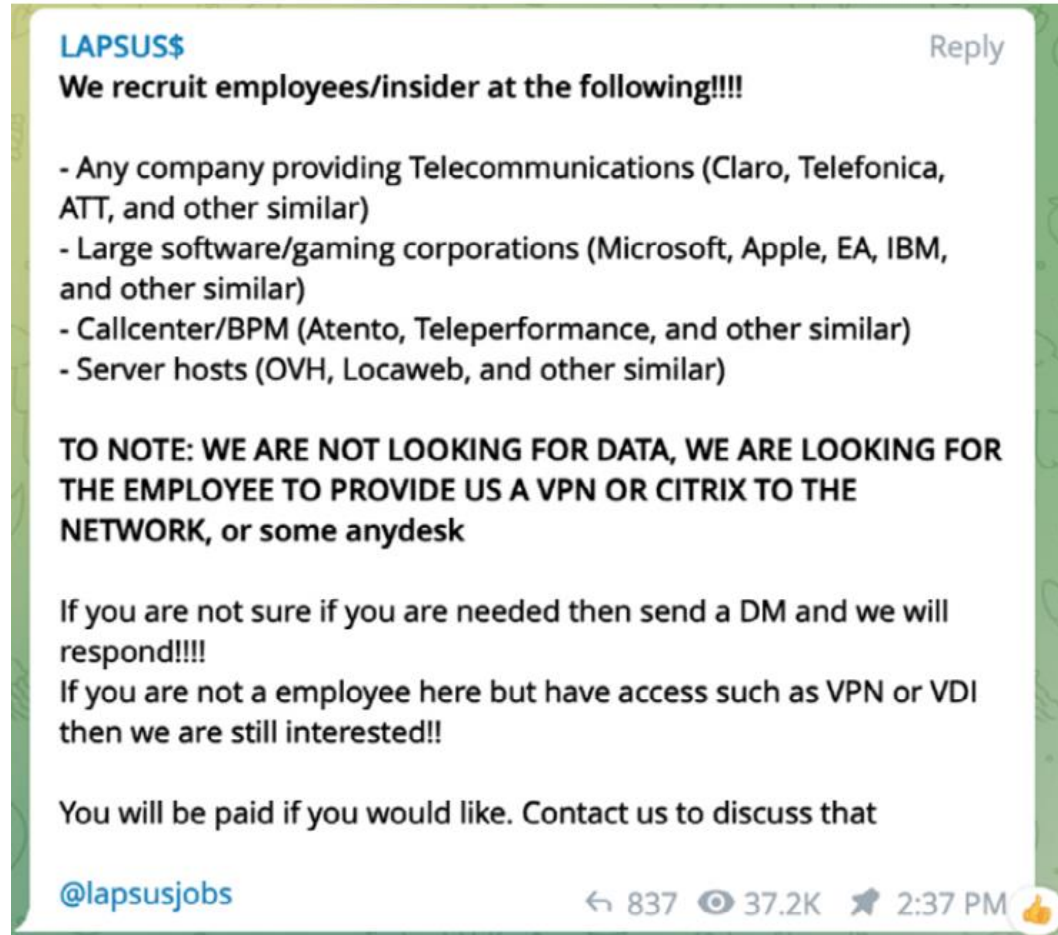 LAPSUS$ Reply
We recruit employees/insider at the following!!!!
- Any company providing Telecommunications (Claro, Telefonica,
ATT, and other similar)
- Large software/gaming corporations (Microsoft, Apple, EA, IBM,
and other similar)
- Callcenter/BPM (Atento, Teleperformance, and other similar)
- Server hosts (OVH, Locaweb, and other similar)
TO NOTE: WE ARE NOT LOOKING FOR DATA, WE ARE LOOKING FOR
THE EMPLOYEE TO PROVIDE US A VPN OR CITRIX TO THE
NETWORK, or some anydesk
If you are not sure if you are needed then send a DM and we will
respond!!!!
If you are not a employee here but have access such as VPN or VDI
then we are still interested!!
You will be paid if you would like. Contact us to discuss that
@lapsusjobs 837 37.2K 2:37 PM